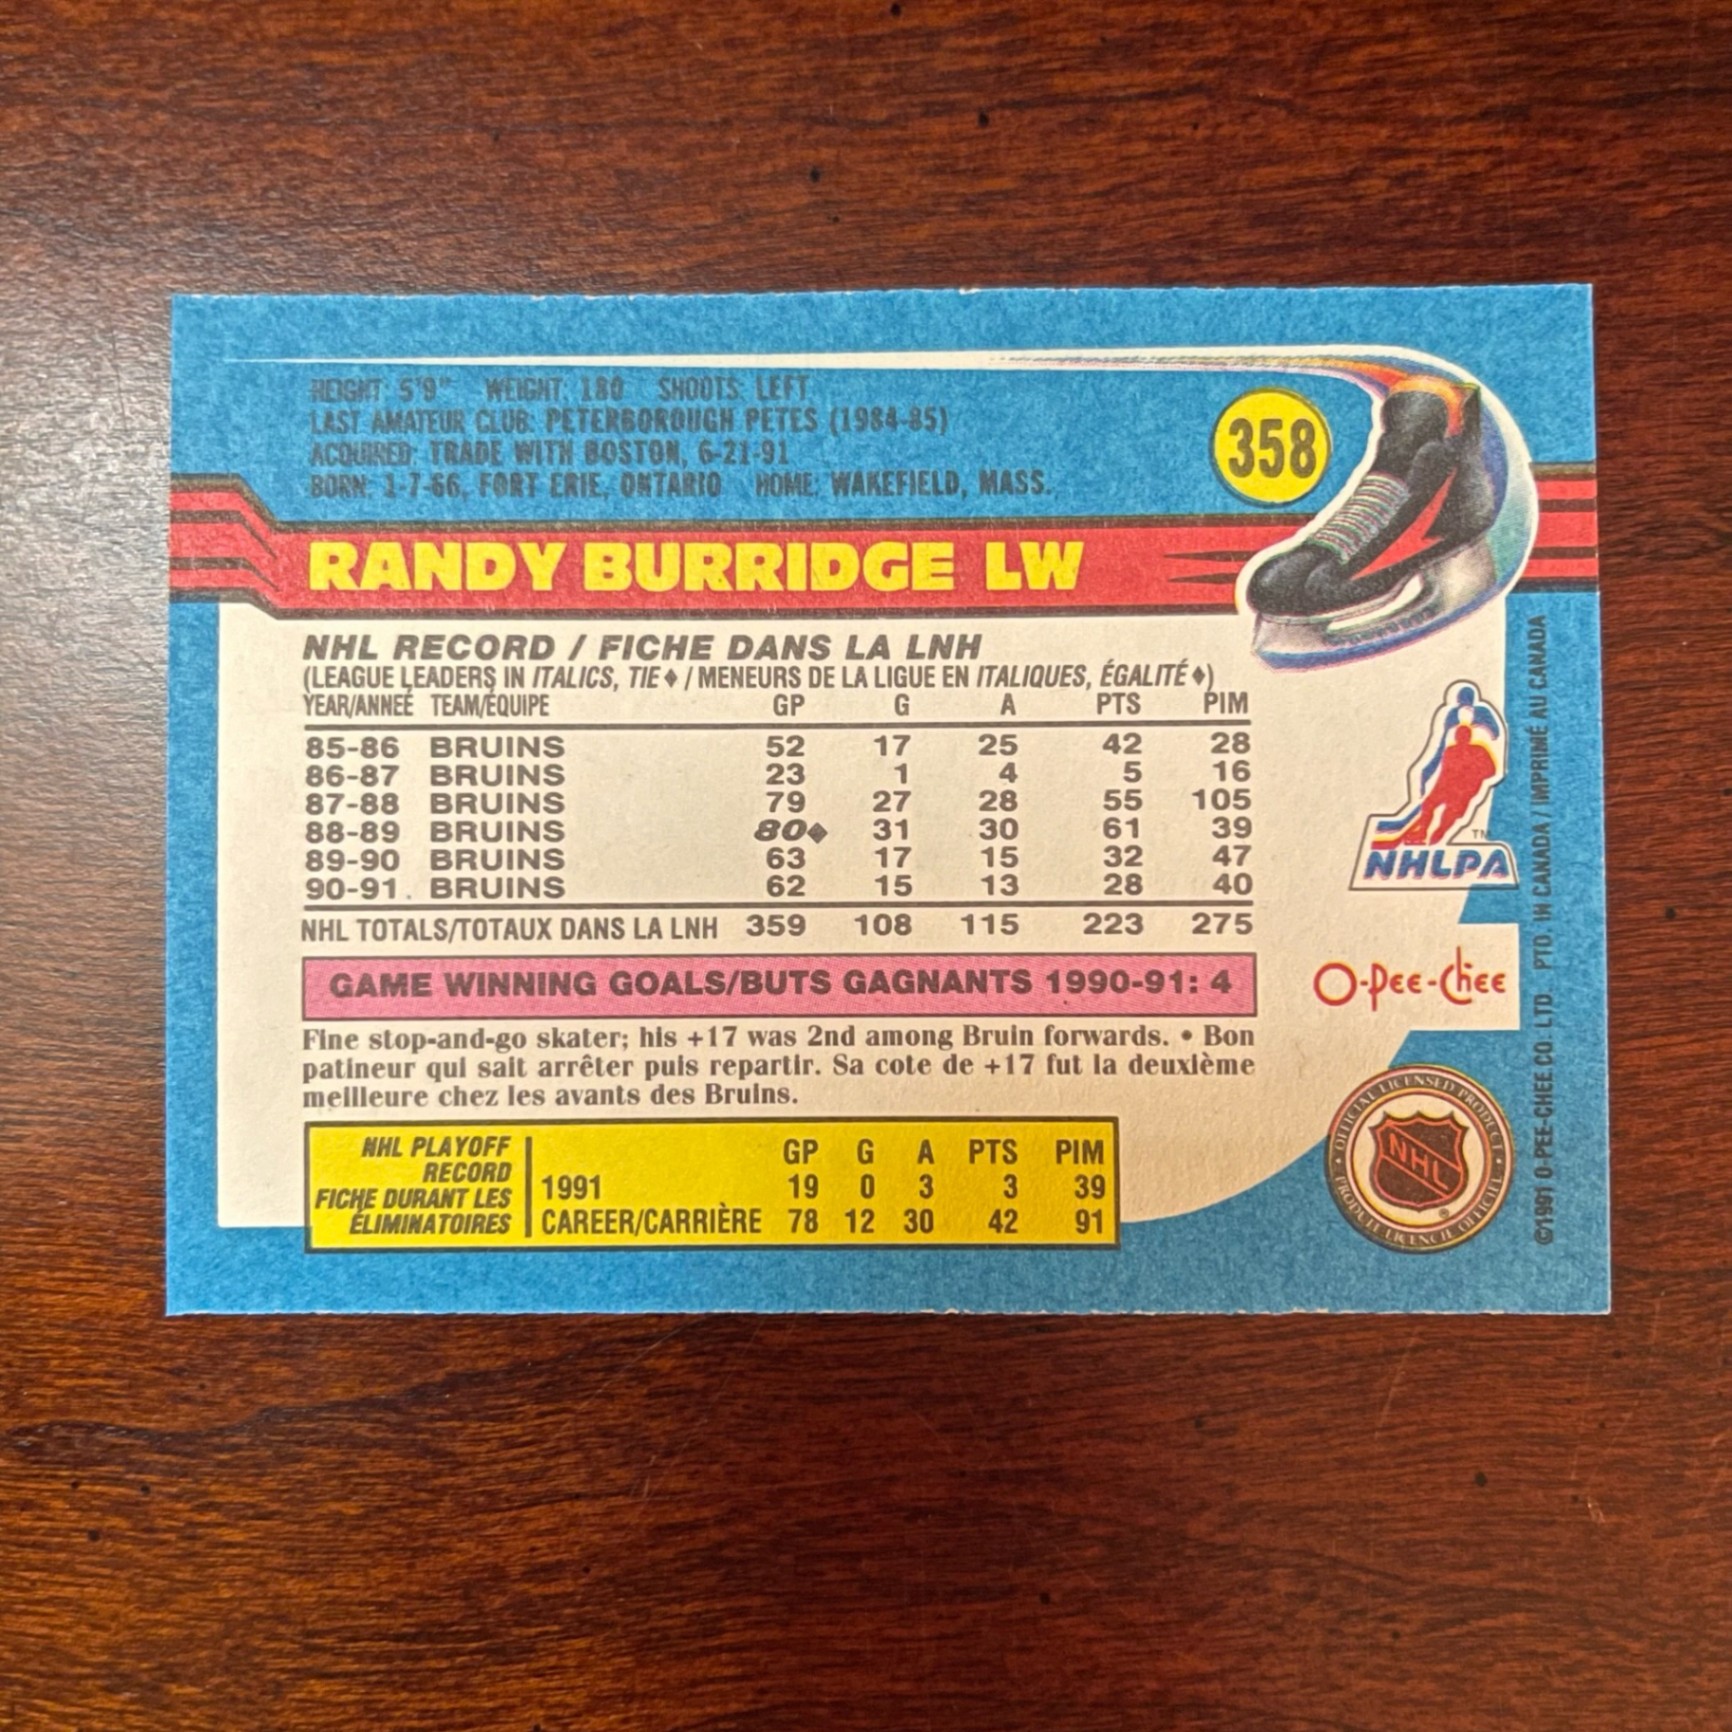 HEIGHT: 5'9" WEIGHT: 180 SHOOTS: LEFT
LAST AMATEUR CLUB: PETERBOROUGH PETES (1984-85)
ACQUIRED: TRADE WITH BOSTON, 6-21-91
BORN: 1-7-66, FORT ERIE, ONTARIO HOME: WAKEFIELD, MASS.
358
RANDY BURRIDGE LW
NHL RECORD / FICHE DANS LA LNH
(LEAGUE LEADERS IN ITALICS, TIE♦ / MENEURS DE LA LIGUE EN ITALIQUES, ÉGALITÉ♦)
YEAR/ANNEÉ TEAM/ÉQUIPE GP G A PTS PIM
85-86 BRUINS 52 17 25 42 28
86-87 BRUINS 23 1 4 5 16
87-88 BRUINS 79 27 28 55 105
88-89 BRUINS 80♦ 31 30 61 39
89-90 BRUINS 63 17 15 32 47
90-91. BRUINS 62 15 13 28 40
NHL TOTALS/TOTAUX DANS LA LNH 359 108 115 223 275
GAME WINNING GOALS/BUTS GAGNANTS 1990-91: 4
Fine stop-and-go skater; his +17 was 2nd among Bruin forwards. • Bon
patineur qui sait arrêter puis repartir. Sa cote de +17 fut la deuxième
meilleure chez les avants des Bruins.
NHL PLAYOFF
RECORD
FICHE DURANT LES
ÉLIMINATOIRES
GP G A PTS PIM
1991 19 0 3 3 39
CAREER/CARRIÈRE 78 12 30 42 91
TM
NHLPA
O-Pee-Chee
OFFICIAL LICENSED PRODUCT
NHL
®
PRODUIT LICENCIÉ OFFICIEL
©1991 O-PEE-CHEE CO. LTD. PTD. IN CANADA / IMPRIMÉ AU CANADA